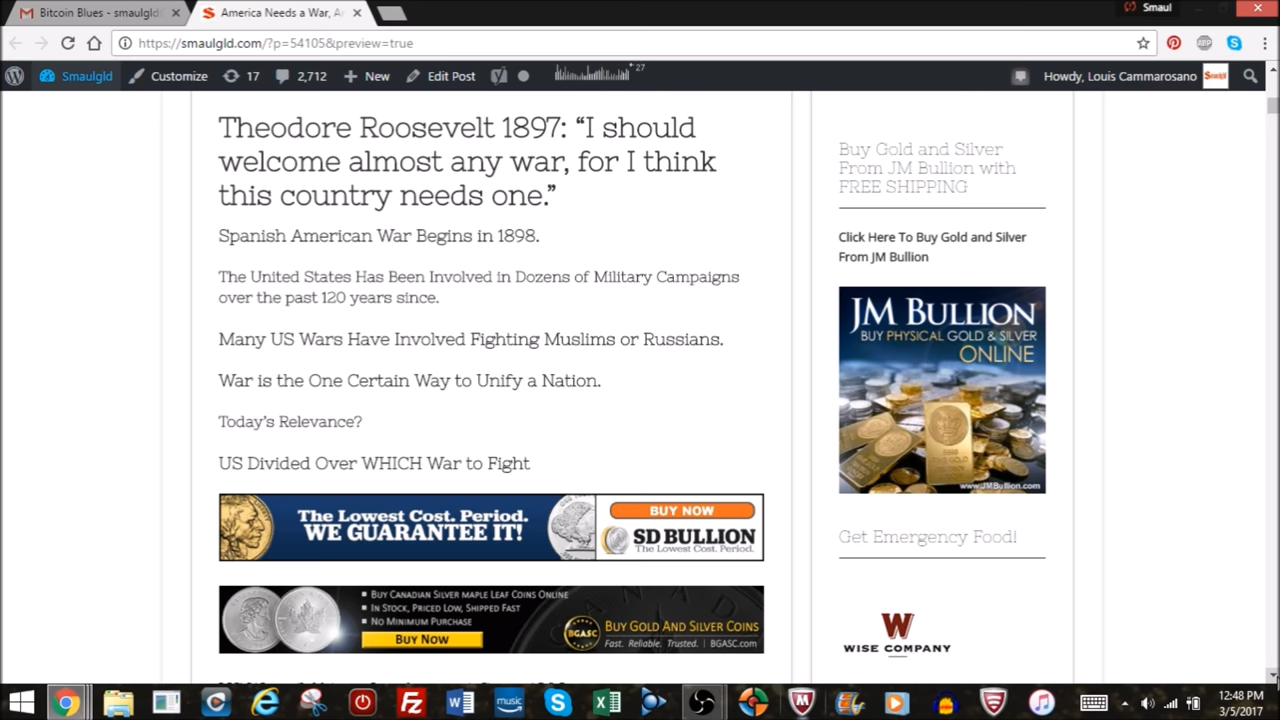 Bitcoin Blues - smaulgld
America Needs a War, A
Smaul
https://smaulgld.com/?p=54105&preview=true
ABP
Smaulgld
Customize
17
2,712
New
Edit Post
27
Howdy, Louis Cammarosano
Smaulgld
Theodore Roosevelt 1897: “I should
welcome almost any war, for I think
this country needs one.”
Spanish American War Begins in 1898.
The United States Has Been Involved in Dozens of Military Campaigns
over the past 120 years since.
Many US Wars Have Involved Fighting Muslims or Russians.
War is the One Certain Way to Unify a Nation.
Today’s Relevance?
US Divided Over WHICH War to Fight
The Lowest Cost. Period.
WE GUARANTEE IT!
BUY NOW
SD BULLION
The Lowest Cost. Period.
BUY CANADIAN SILVER MAPLE LEAF COINS ONLINE
IN STOCK, PRICED LOW, SHIPPED FAST
NO MINIMUM PURCHASE
BUY NOW
CANADA
BGASC
BUY GOLD AND SILVER COINS
Fast. Reliable. Trusted. | BGASC.com
Buy Gold and Silver
From JM Bullion with
FREE SHIPPING
Click Here To Buy Gold and Silver
From JM Bullion
JM BULLION
BUY PHYSICAL GOLD & SILVER
ONLINE
www.JMBullion.com
Get Emergency Food!
W
WISE COMPANY
music
12:48 PM
3/5/2017